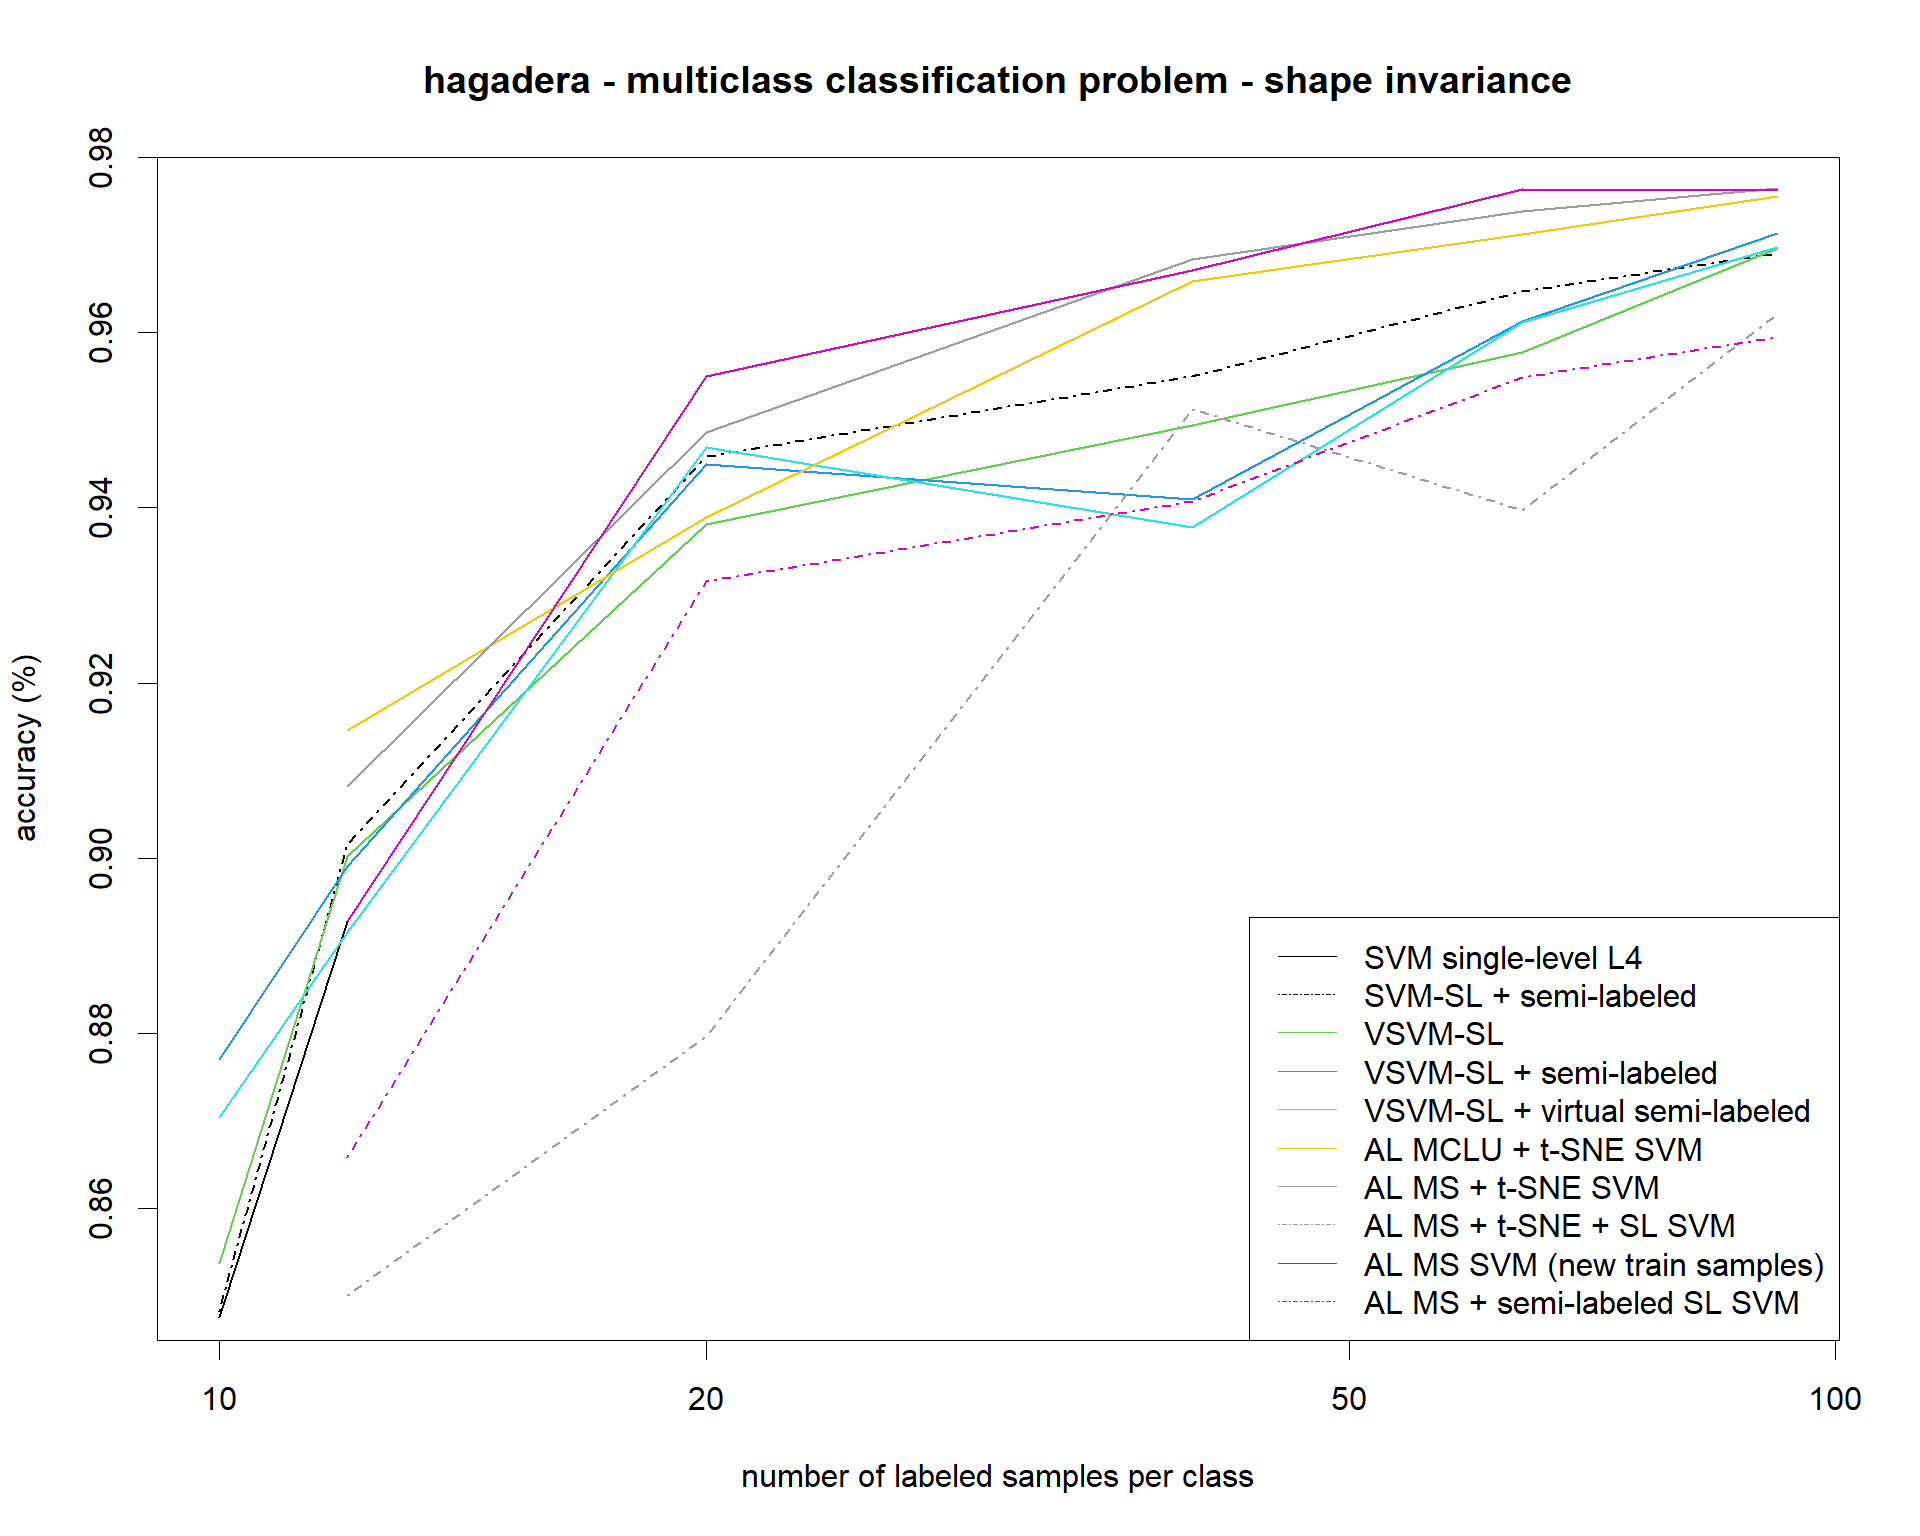 hagadera - multiclass classification problem - shape invariance
0.98
0.96
0.94
0.92
0.90
0.88
0.86
accuracy (%)
SVM single-level L4
SVM-SL + semi-labeled
VSVM-SL
VSVM-SL + semi-labeled
VSVM-SL + virtual semi-labeled
AL MCLU + t-SNE SVM
AL MS + t-SNE SVM
AL MS + t-SNE + SL SVM
AL MS SVM (new train samples)
AL MS + semi-labeled SL SVM
10 20 50 100
number of labeled samples per class